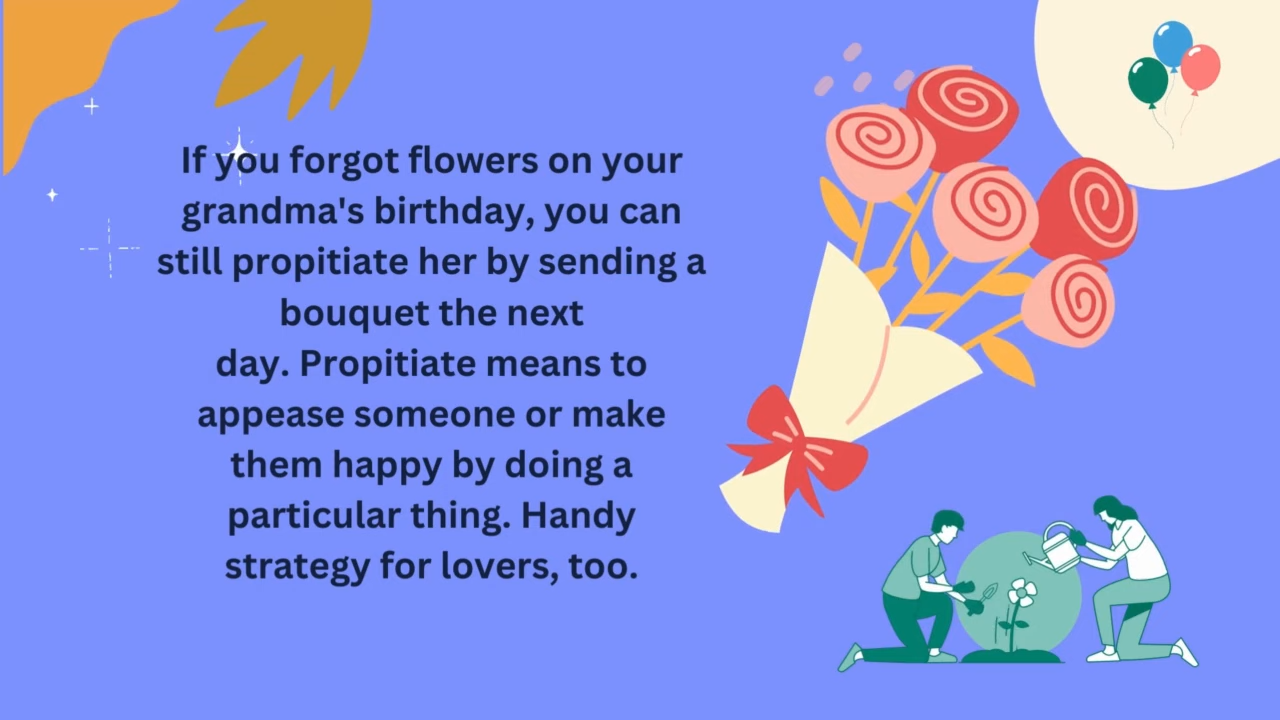 If you forgot flowers on your
grandma's birthday, you can
still propitiate her by sending a
bouquet the next
day. Propitiate means to
appease someone or make
them happy by doing a
particular thing. Handy
strategy for lovers, too.